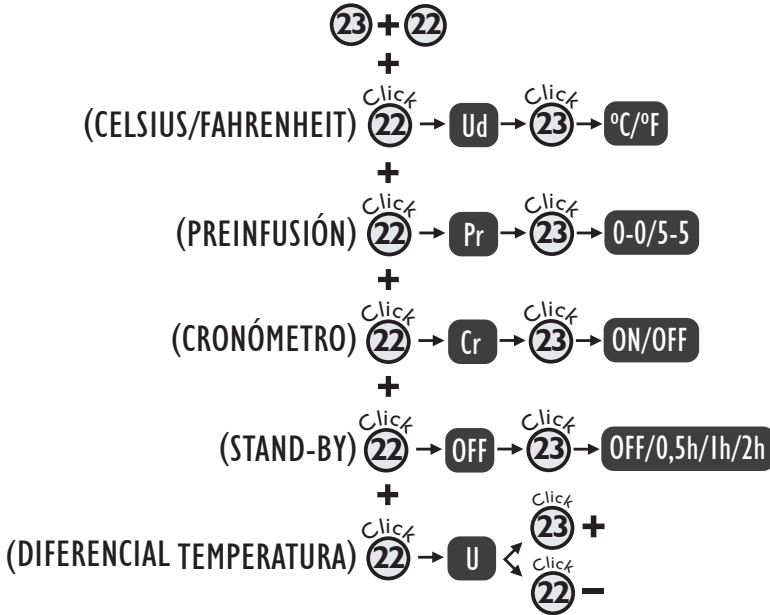 23 + 22
+
(CELSIUS/FAHRENHEIT) Click 22 → Ud → Click 23 → ºC/ºF
+
(PREINFUSIÓN) Click 22 → Pr → Click 23 → 0-0/5-5
+
(CRONÓMETRO) Click 22 → Cr → Click 23 → ON/OFF
+
(STAND-BY) Click 22 → OFF → Click 23 → OFF/0,5h/1h/2h
+
(DIFERENCIAL TEMPERATURA) Click 22 → U
Click 23 +
Click 22 −